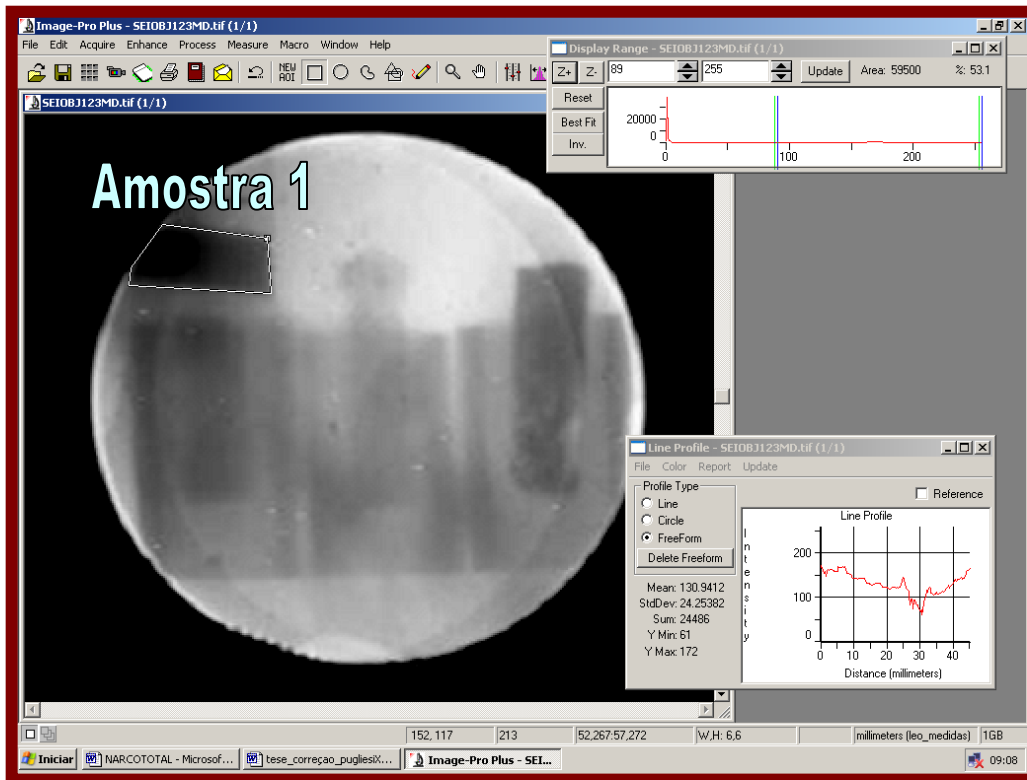 Image-Pro Plus - SEIOBJ123MD.tif (1/1)
File Edit Acquire Enhance Process Measure Macro Window Help
NEW AOI
SEIOBJ123MD.tif (1/1)
Amostra 1
Display Range - SEIOBJ123MD.tif (1/1)
Z+ Z- 89 255 Update Area: 59500 %: 53.1
Reset
Best Fit
Inv.
20000
0
0 100 200
Line Profile - SEIOBJ123MD.tif (1/1)
File Color Report Update
Profile Type
Line
Circle
FreeForm
Delete Freeform
Mean: 130.9412
StdDev: 24.25382
Sum: 24486
Y Min: 61
Y Max: 172
Reference
Line Profile
Intensity
200
100
0
0 10 20 30 40
Distance (millimeters)
152, 117 213 52,267:57,272 W,H: 6,6 millimeters (leo_medidas) 1GB
Iniciar NARCOTOTAL - Microsof... tese_correçao_pugliesiX... Image-Pro Plus - SEI... 09:08